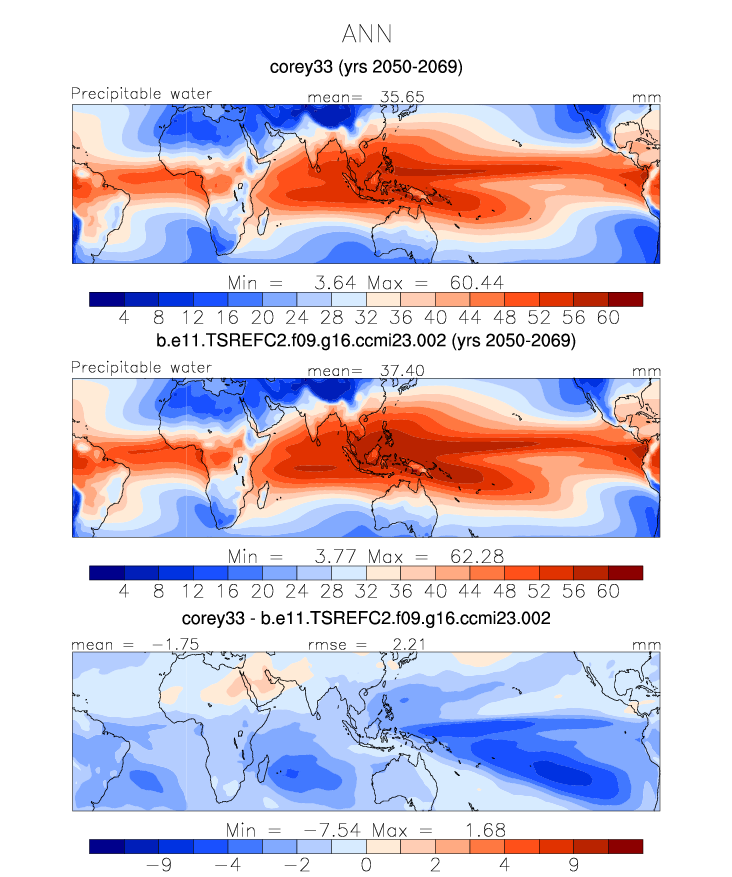 ANN
corey33 (yrs 2050-2069)
Precipitable water mean= 35.65 mm
Min = 3.64 Max = 60.44
4 8 12 16 20 24 28 32 36 40 44 48 52 56 60
b.e11.TSREFC2.f09.g16.ccmi23.002 (yrs 2050-2069)
Precipitable water mean= 37.40 mm
Min = 3.77 Max = 62.28
4 8 12 16 20 24 28 32 36 40 44 48 52 56 60
corey33 - b.e11.TSREFC2.f09.g16.ccmi23.002
mean = -1.75 rmse = 2.21 mm
Min = -7.54 Max = 1.68
-9 -4 -2 0 2 4 9